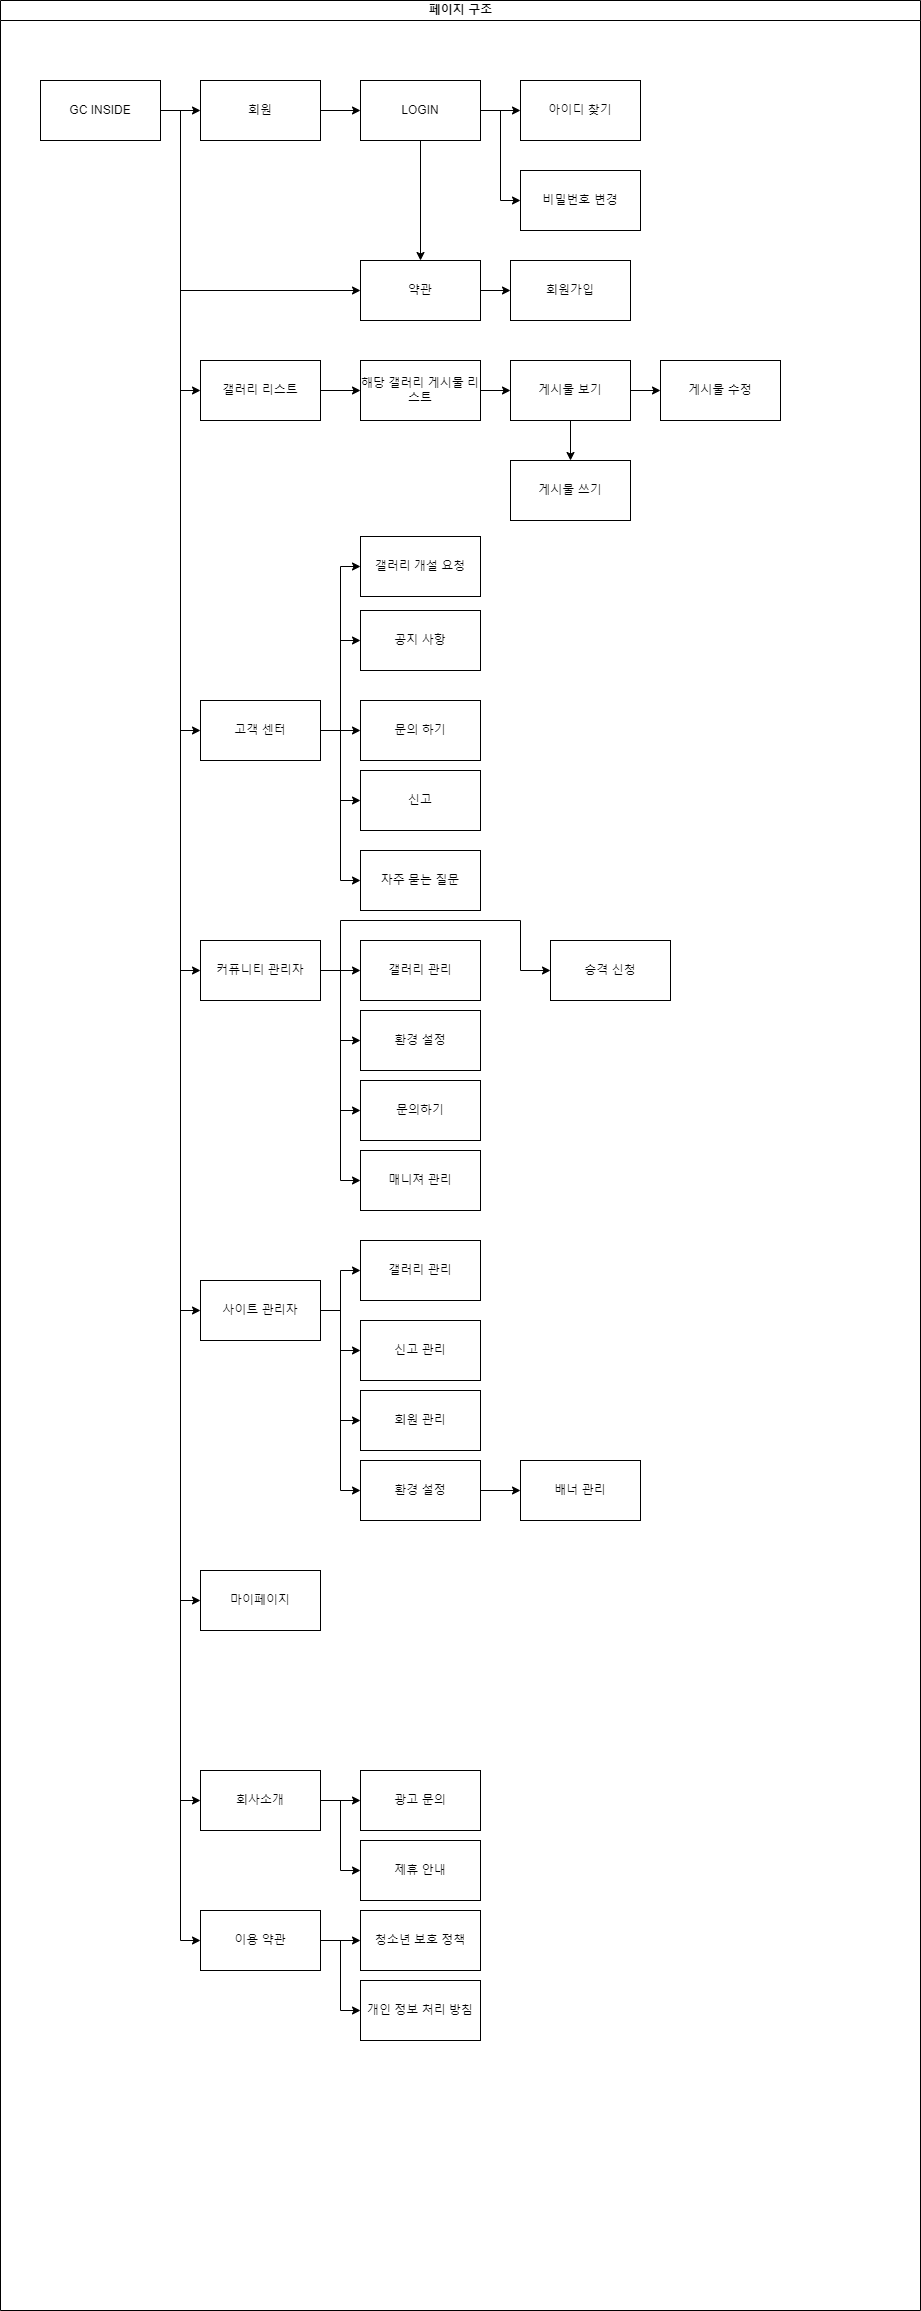 페이지 구조
GC INSIDE
회원
LOGIN
아이디 찾기
비밀번호 변경
약관
회원가입
갤러리 리스트
해당 갤러리 게시물 리
스트
게시물 보기
게시물 수정
게시물 쓰기
갤러리 개설 요청
공지 사항
고객 센터
문의 하기
신고
자주 묻는 질문
커퓨니티 관리자
갤러리 관리
승격 신청
환경 설정
문의하기
매니져 관리
갤러리 관리
사이트 관리자
신고 관리
회원 관리
환경 설정
배너 관리
마이페이지
회사소개
광고 문의
제휴 안내
이용 약관
청소년 보호 정책
개인 정보 처리 방침